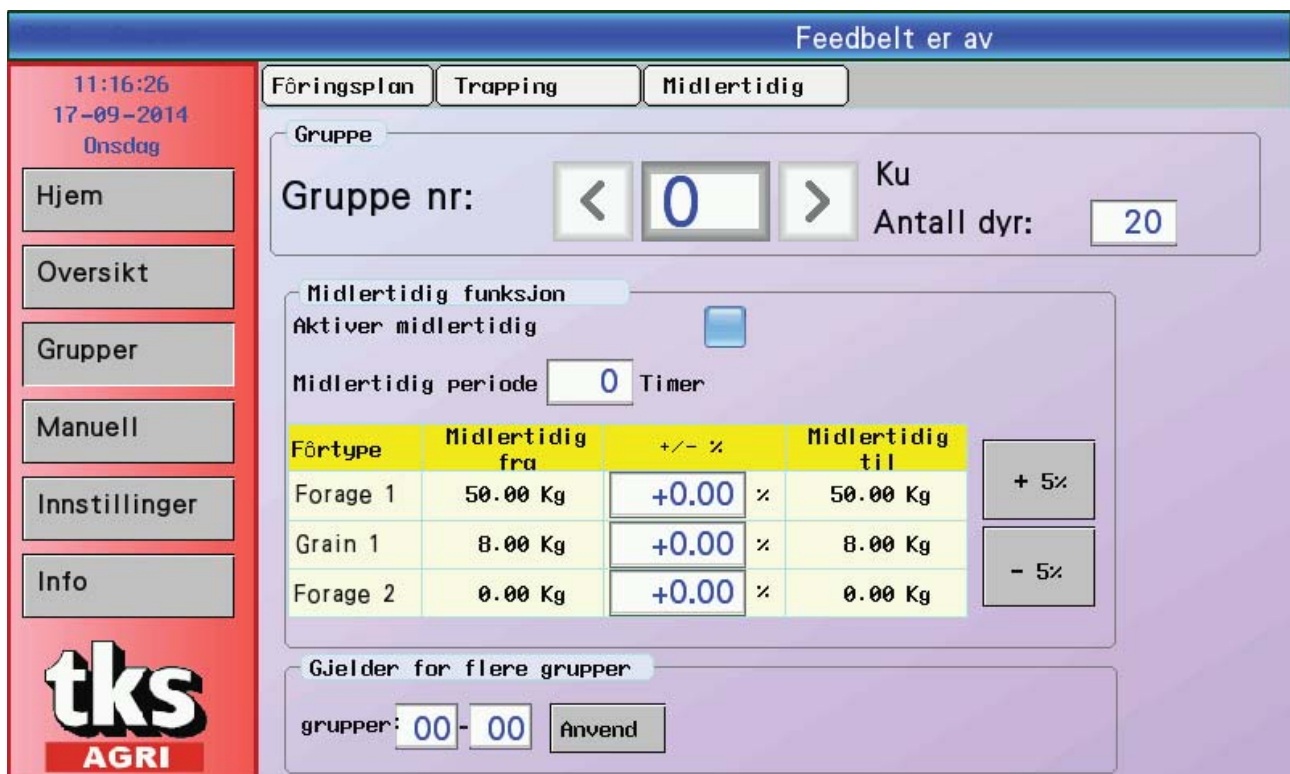 Feedbelt er av
11:16:26
17-09-2014
Onsdag
Hjem
Oversikt
Grupper
Manuell
Innstillinger
Info
tks
AGRI
Fôringsplan Trapping Midlertidig
Gruppe
Gruppe nr: < 0 > Ku
Antall dyr: 20
Midlertidig funksjon
Aktiver midlertidig
Midlertidig periode 0 Timer
Fôrtype Midlertidig fra +/- % Midlertidig til
Forage 1 50.00 Kg +0.00 % 50.00 Kg
Grain 1 8.00 Kg +0.00 % 8.00 Kg
Forage 2 0.00 Kg +0.00 % 0.00 Kg
+ 5%
- 5%
Gjelder for flere grupper
grupper: 00 - 00 Anvend